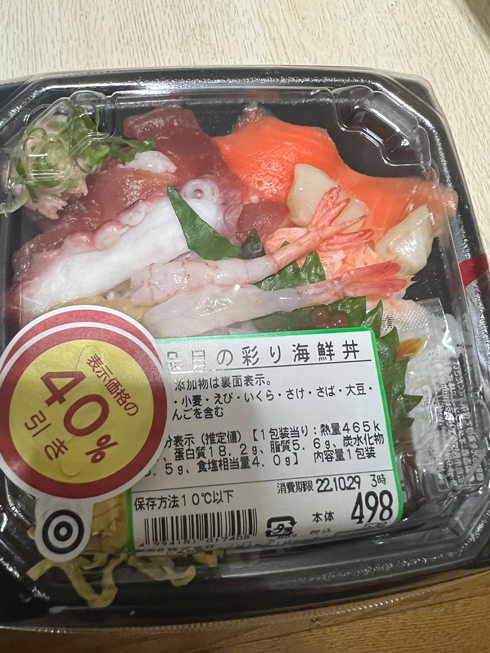 品目の彩り海鮮丼
添加物は裏面表示。
・小麦・えび・いくら・さけ・さば・大豆・
んごを含む
表示価格の
40%
引き
分表示(推定値)【1包装当り:熱量465k
、蛋白質18.2g、脂質5.6g、炭水化物
.5g、食塩相当量4.0g】 内容量1包装
消費期限 22.10.29 3時
保存方法10℃以下
本体 498